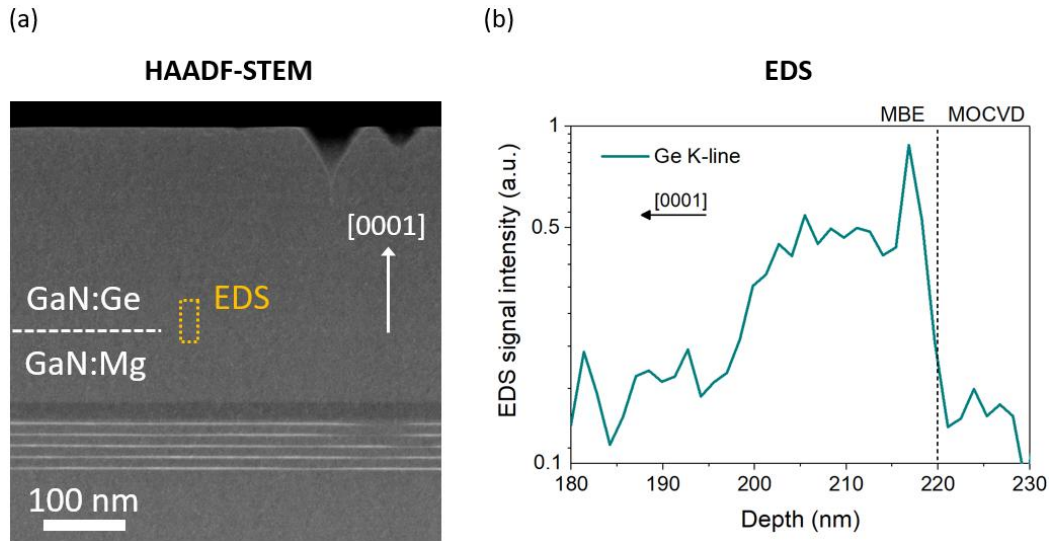 (a)
HAADF-STEM
[0001]
GaN:Ge
EDS
GaN:Mg
100 nm
(b)
EDS
MBE
MOCVD
1
Ge K-line
[0001]
0.5
0.1
EDS signal intensity (a.u.)
180
190
200
210
220
230
Depth (nm)